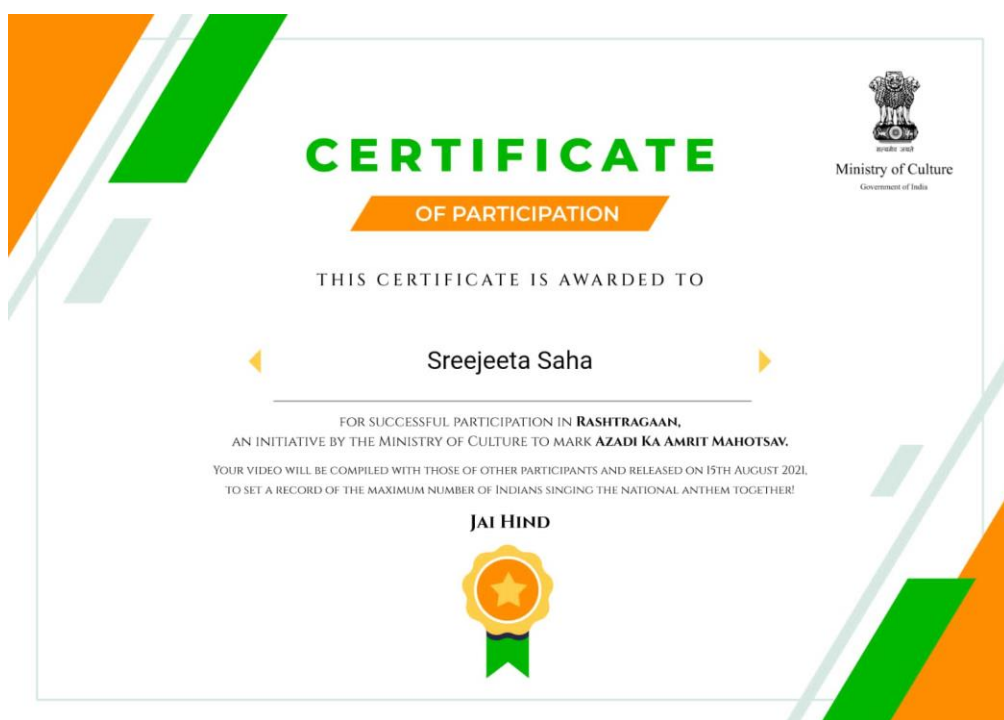 CERTIFICATE
OF PARTICIPATION
सत्यमेव जयते
Ministry of Culture
Government of India
THIS CERTIFICATE IS AWARDED TO
Sreejeeta Saha
FOR SUCCESSFUL PARTICIPATION IN RASHTRAGAAN,
AN INITIATIVE BY THE MINISTRY OF CULTURE TO MARK AZADI KA AMRIT MAHOTSAV.
YOUR VIDEO WILL BE COMPILED WITH THOSE OF OTHER PARTICIPANTS AND RELEASED ON 15TH AUGUST 2021,
TO SET A RECORD OF THE MAXIMUM NUMBER OF INDIANS SINGING THE NATIONAL ANTHEM TOGETHER!
JAI HIND